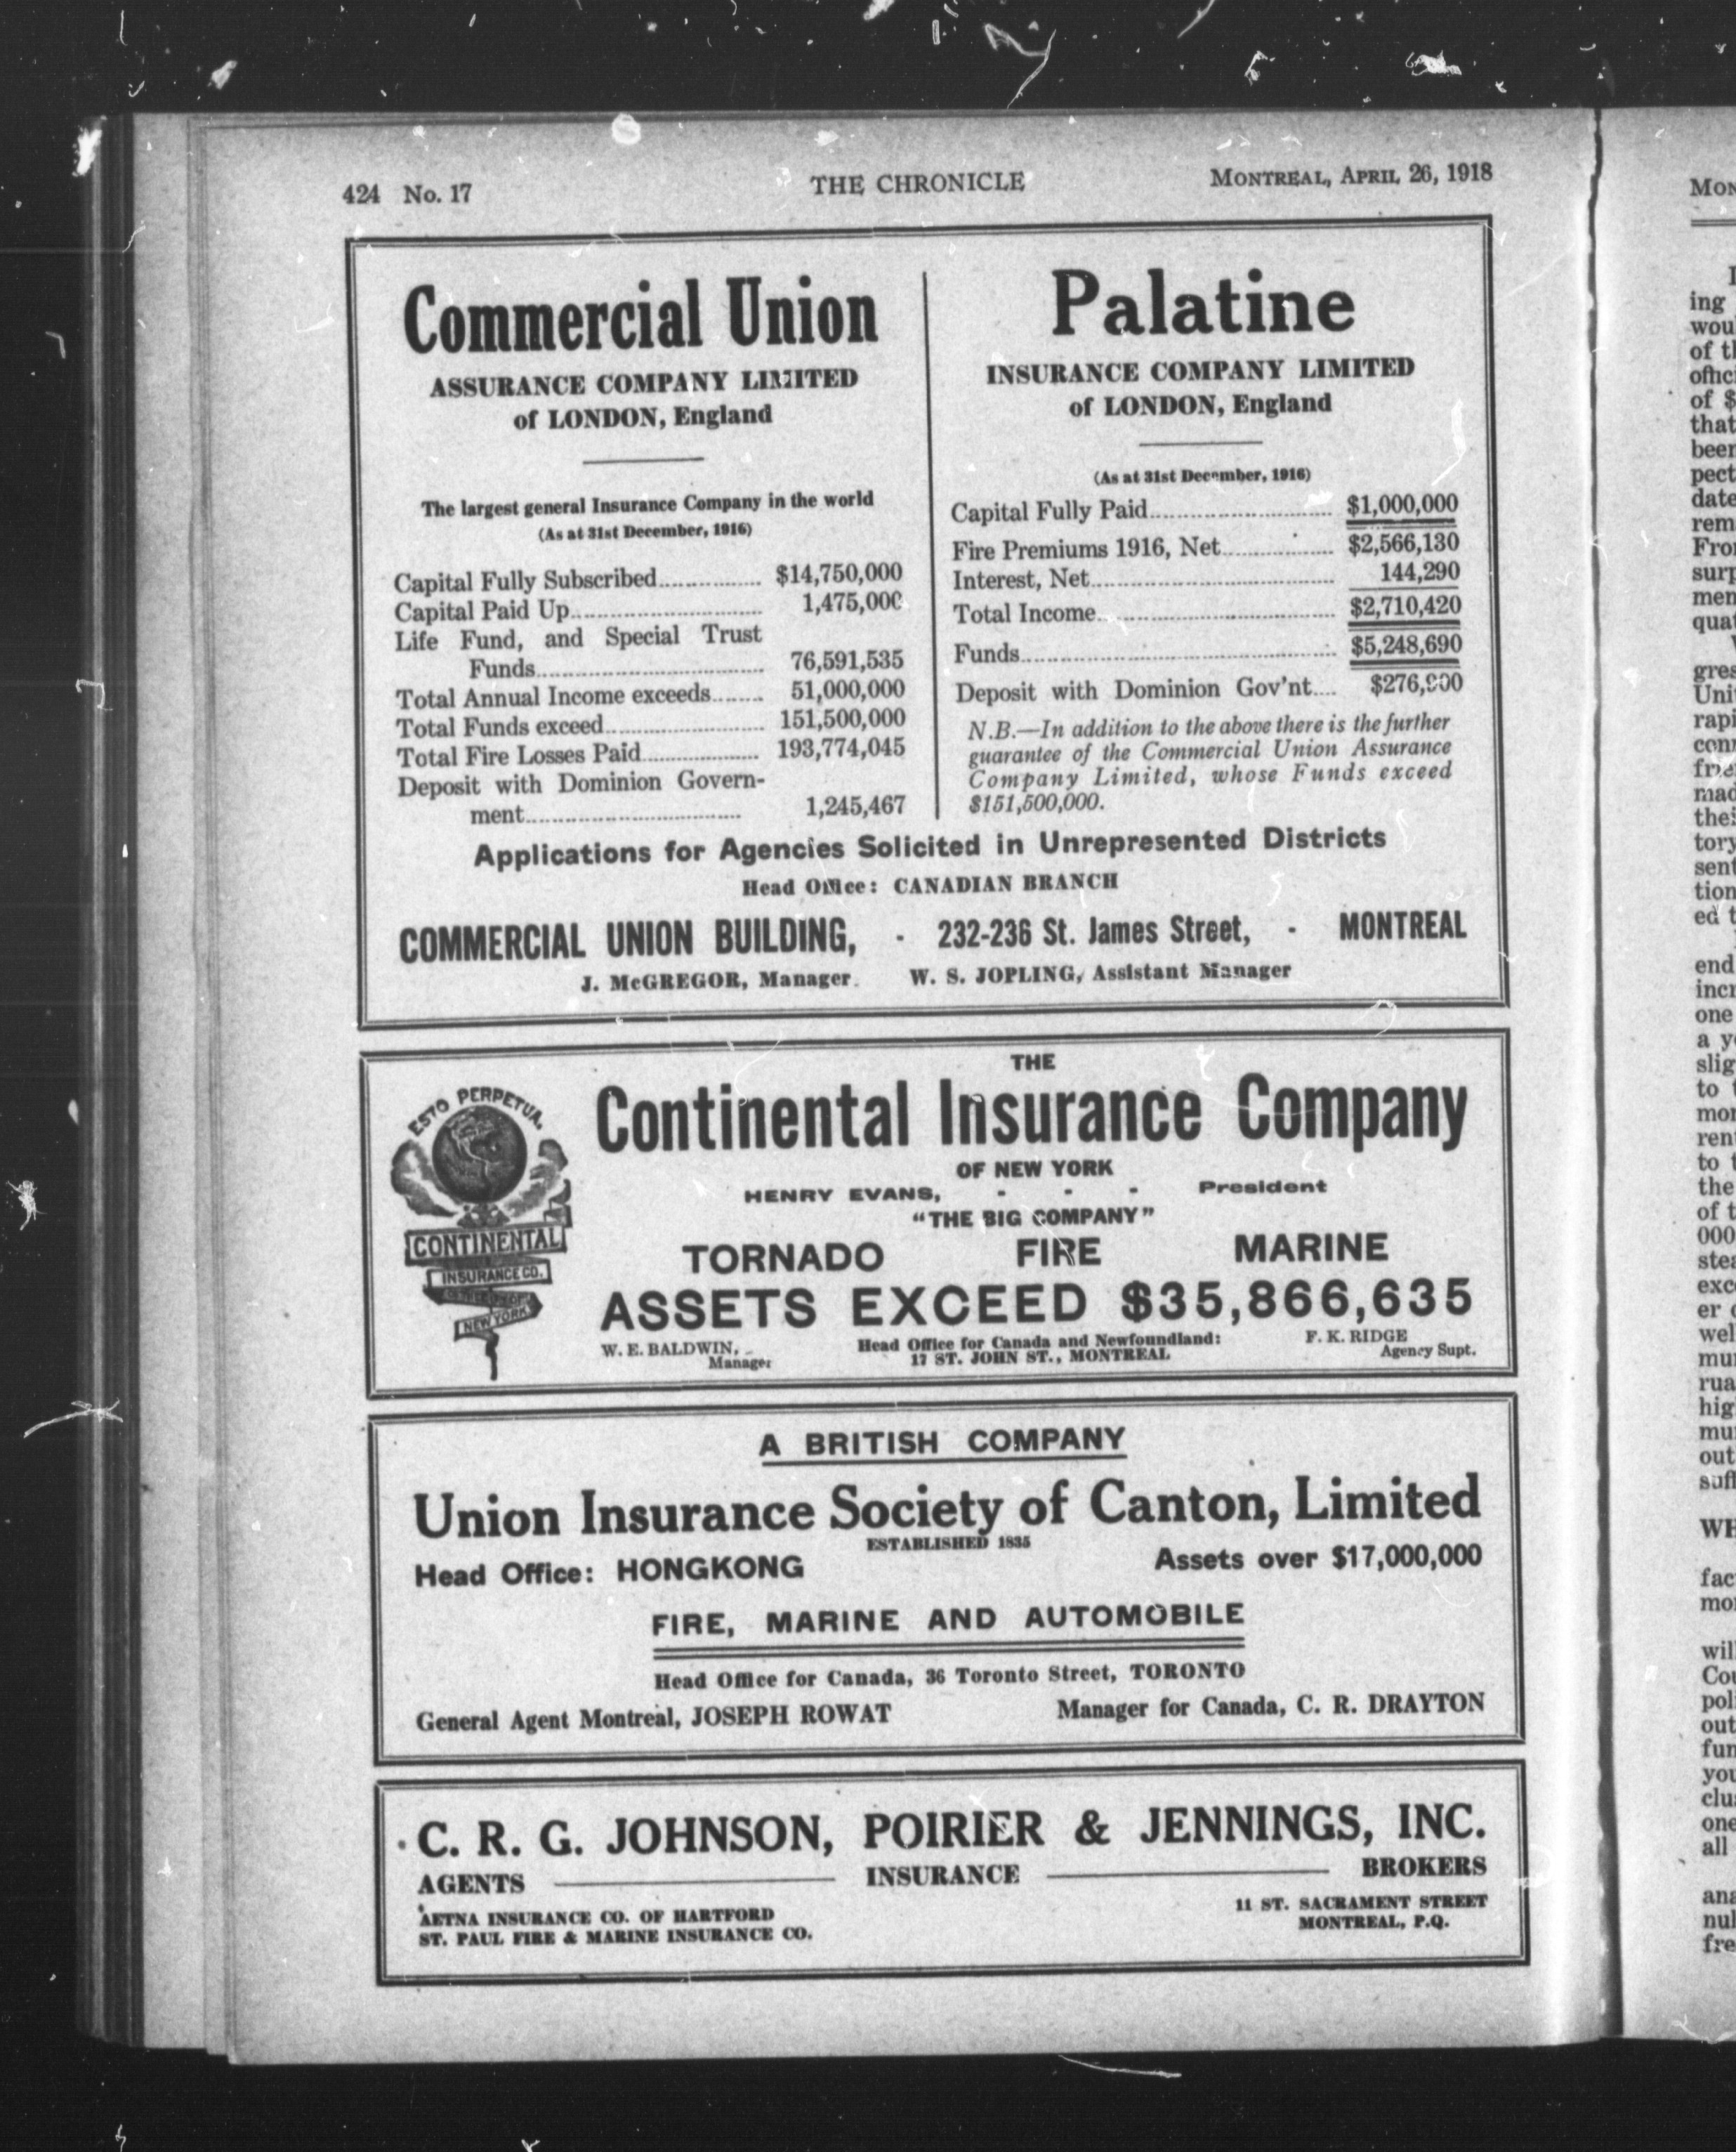 424 No. 17
THE CHRONICLE
MONTREAL, APRIL 26, 1918
Commercial Union
ASSURANCE COMPANY LIMITED
of LONDON, England
The largest general Insurance Company in the world
(As at 31st December, 1916)
Capital Fully Subscribed............... $14,750,000
Capital Paid Up............................ 1,475,000
Life Fund, and Special Trust
Funds.................................. 76,591,535
Total Annual Income exceeds........ 51,000,000
Total Funds exceed........................ 151,500,000
Total Fire Losses Paid.................. 193,774,045
Deposit with Dominion Govern-
ment................................ 1,245,467
Palatine
INSURANCE COMPANY LIMITED
of LONDON, England
(As at 31st December, 1916)
Capital Fully Paid........................... $1,000,000
Fire Premiums 1916, Net................. $2,566,130
Interest, Net.................................... 144,290
Total Income.................................. $2,710,420
Funds.............................................. $5,248,690
Deposit with Dominion Gov'nt.... $276,900
N.B.—In addition to the above there is the further
guarantee of the Commercial Union Assurance
Company Limited, whose Funds exceed
$151,500,000.
Applications for Agencies Solicited in Unrepresented Districts
Head Office: CANADIAN BRANCH
COMMERCIAL UNION BUILDING, - 232-236 St. James Street, - MONTREAL
J. McGREGOR, Manager. W. S. JOPLING, Assistant Manager
ESTO PERPETUA.
CONTINENTAL
INSURANCE CO.
NEW YORK
THE
Continental Insurance Company
OF NEW YORK
HENRY EVANS, - - - President
"THE BIG COMPANY"
TORNADO FIRE MARINE
ASSETS EXCEED $35,866,635
W. E. BALDWIN,
Manager
Head Office for Canada and Newfoundland:
17 ST. JOHN ST., MONTREAL
F. K. RIDGE
Agency Supt.
A BRITISH COMPANY
Union Insurance Society of Canton, Limited
ESTABLISHED 1835
Head Office: HONGKONG
Assets over $17,000,000
FIRE, MARINE AND AUTOMOBILE
Head Office for Canada, 36 Toronto Street, TORONTO
General Agent Montreal, JOSEPH ROWAT
Manager for Canada, C. R. DRAYTON
C. R. G. JOHNSON, POIRIER & JENNINGS, INC.
AGENTS INSURANCE BROKERS
AETNA INSURANCE CO. OF HARTFORD
ST. PAUL FIRE & MARINE INSURANCE CO.
11 ST. SACRAMENT STREET
MONTREAL, P.Q.